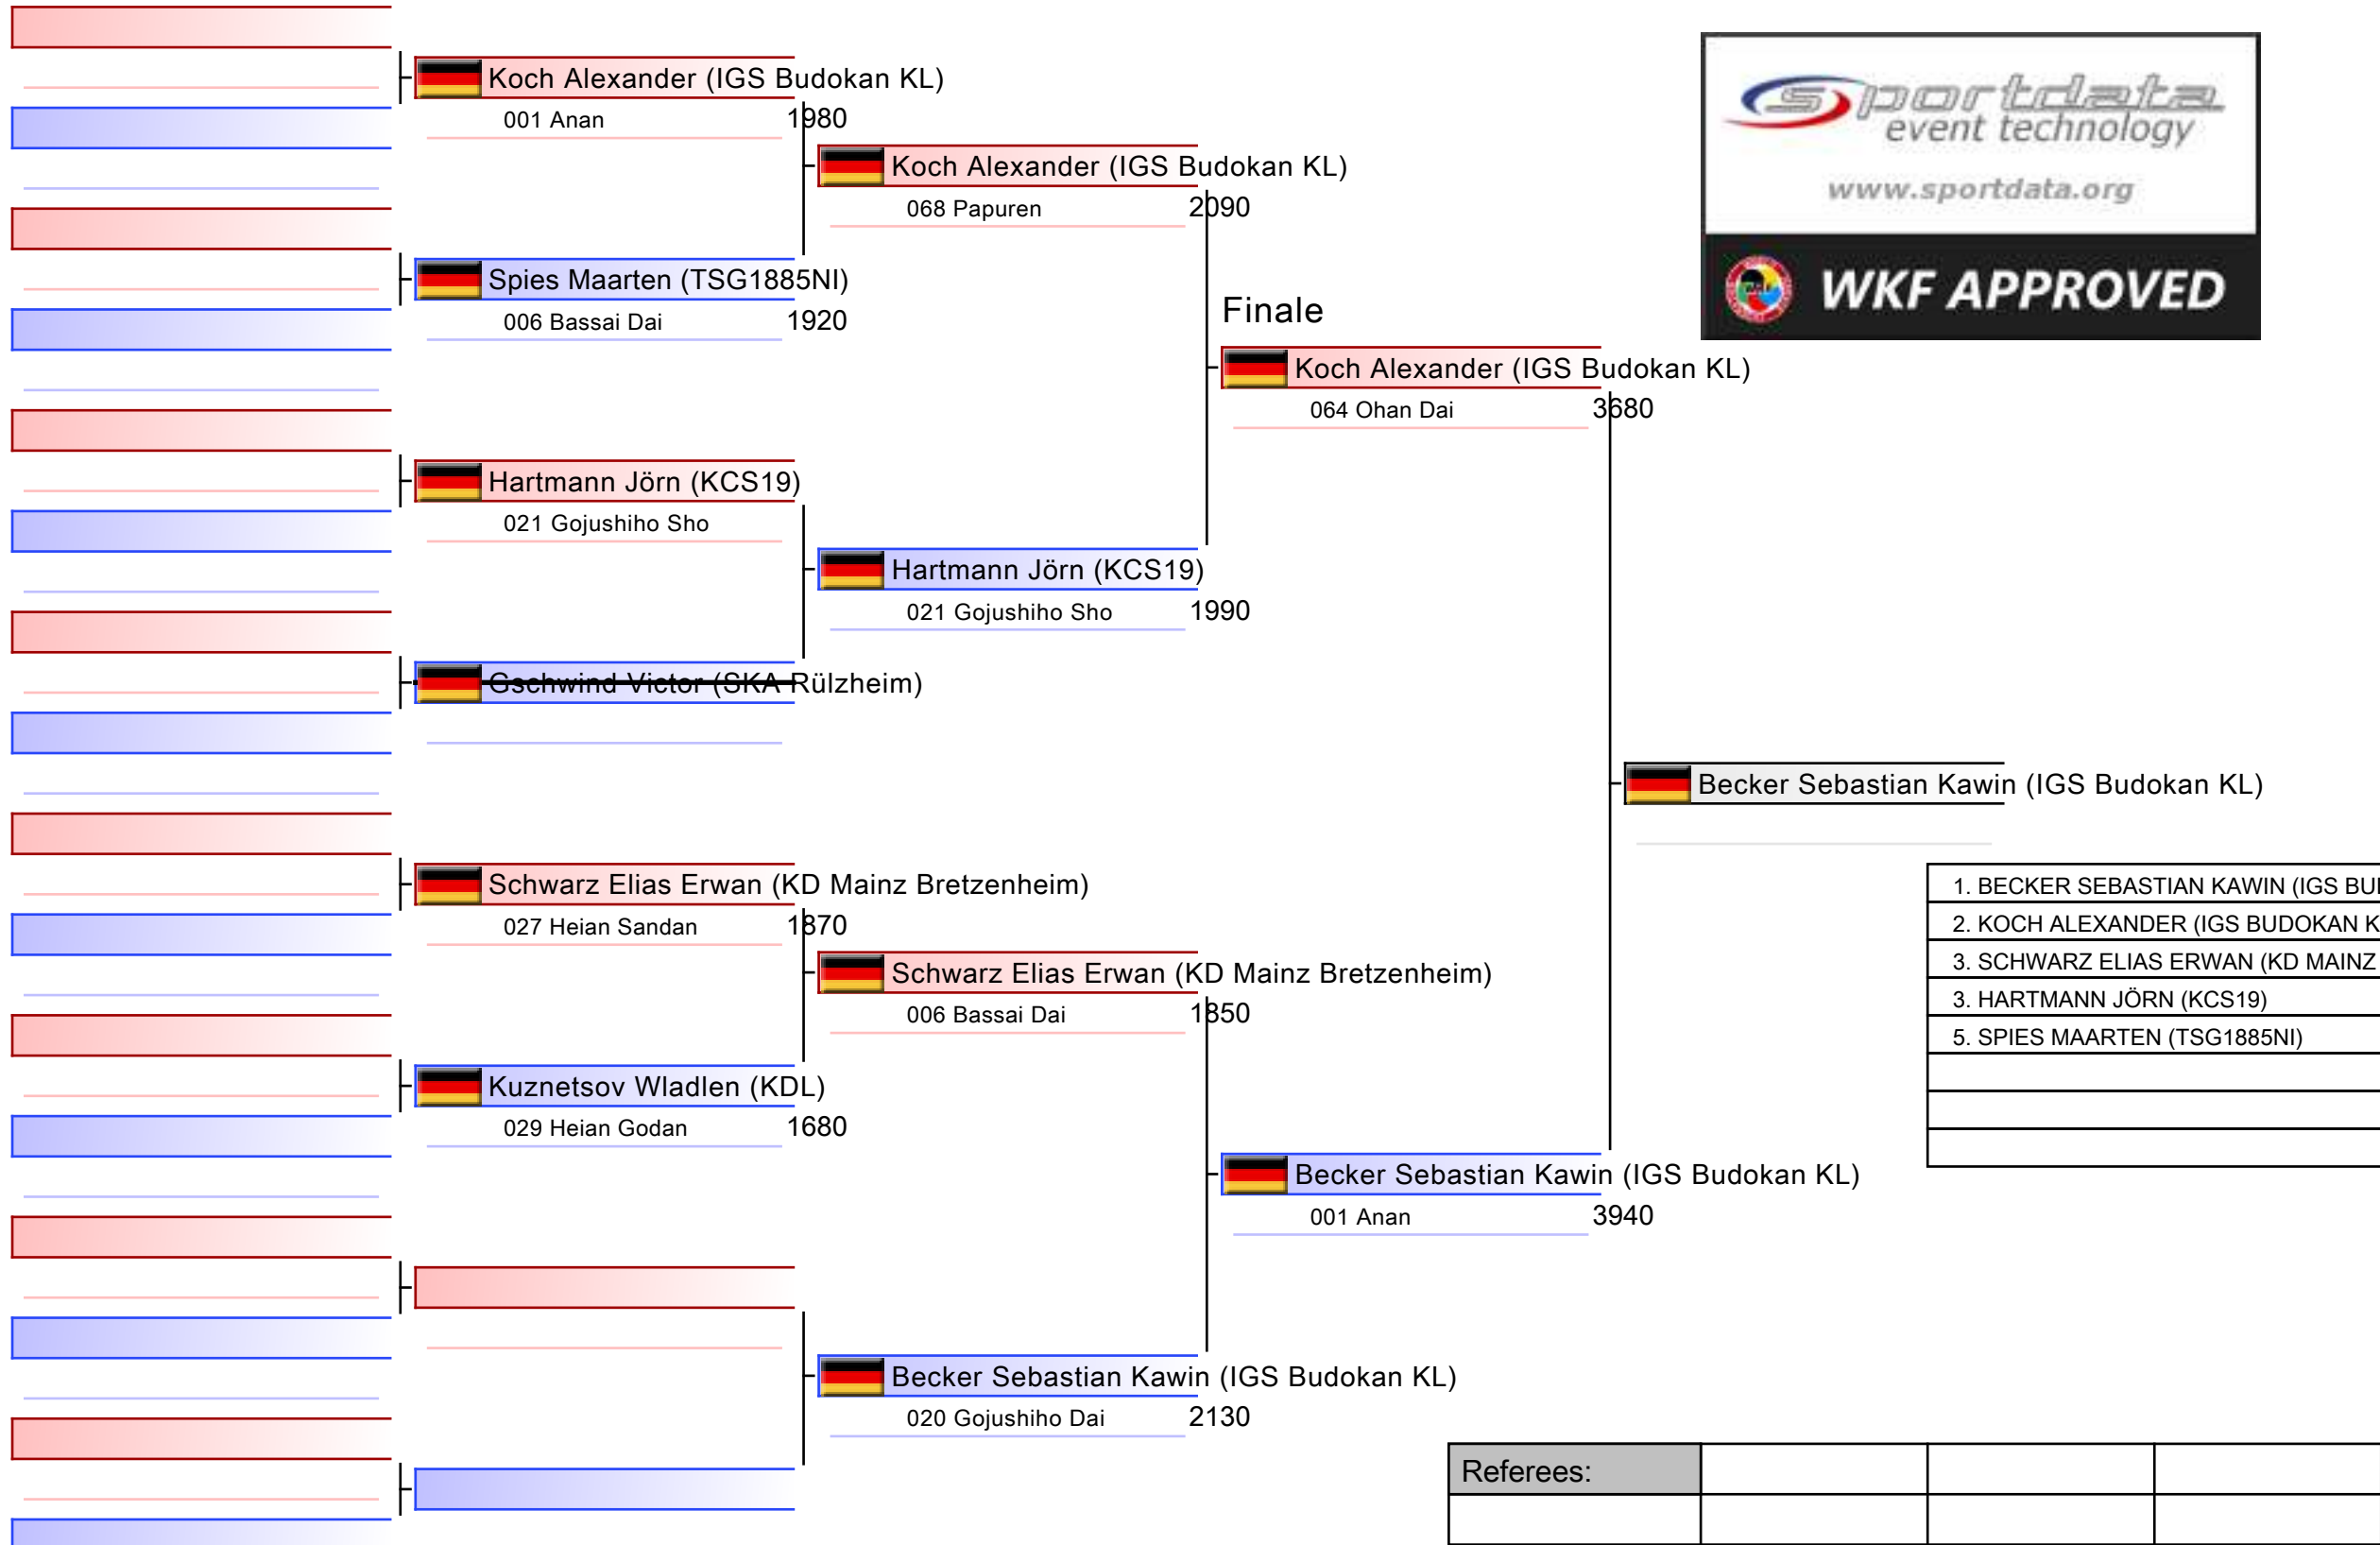 Koch Alexander (IGS Budokan KL)
001 Anan 1980
Spies Maarten (TSG1885NI)
006 Bassai Dai 1920
Hartmann Jörn (KCS19)
021 Gojushiho Sho
Gschwind Victor (SKA Rülzheim)
Schwarz Elias Erwan (KD Mainz Bretzenheim)
027 Heian Sandan 1870
Kuznetsov Wladlen (KDL)
029 Heian Godan 1680
Koch Alexander (IGS Budokan KL)
068 Papuren 2090
Hartmann Jörn (KCS19)
021 Gojushiho Sho 1990
Schwarz Elias Erwan (KD Mainz Bretzenheim)
006 Bassai Dai 1850
Becker Sebastian Kawin (IGS Budokan KL)
020 Gojushiho Dai 2130
Finale
Koch Alexander (IGS Budokan KL)
064 Ohan Dai 3680
Becker Sebastian Kawin (IGS Budokan KL)
001 Anan 3940
Becker Sebastian Kawin (IGS Budokan KL)
sportdata
event technology
www.sportdata.org
WKF APPROVED
1. BECKER SEBASTIAN KAWIN (IGS
2. KOCH ALEXANDER (IGS BUDOKAN
3. SCHWARZ ELIAS ERWAN (KD MAINZ
3. HARTMANN JÖRN (KCS19)
5. SPIES MAARTEN (TSG1885NI)
Referees: